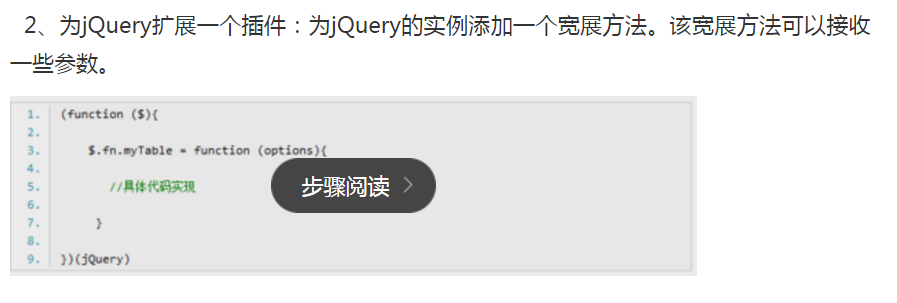 2、为jQuery扩展一个插件：为jQuery的实例添加一个宽展方法。该宽展方法可以接收
一些参数。
1. (function ($){
2.
3. $.fn.myTable = function (options){
4.
5. //具体代码实现
步骤阅读
6.
7. }
8.
9. })(jQuery)